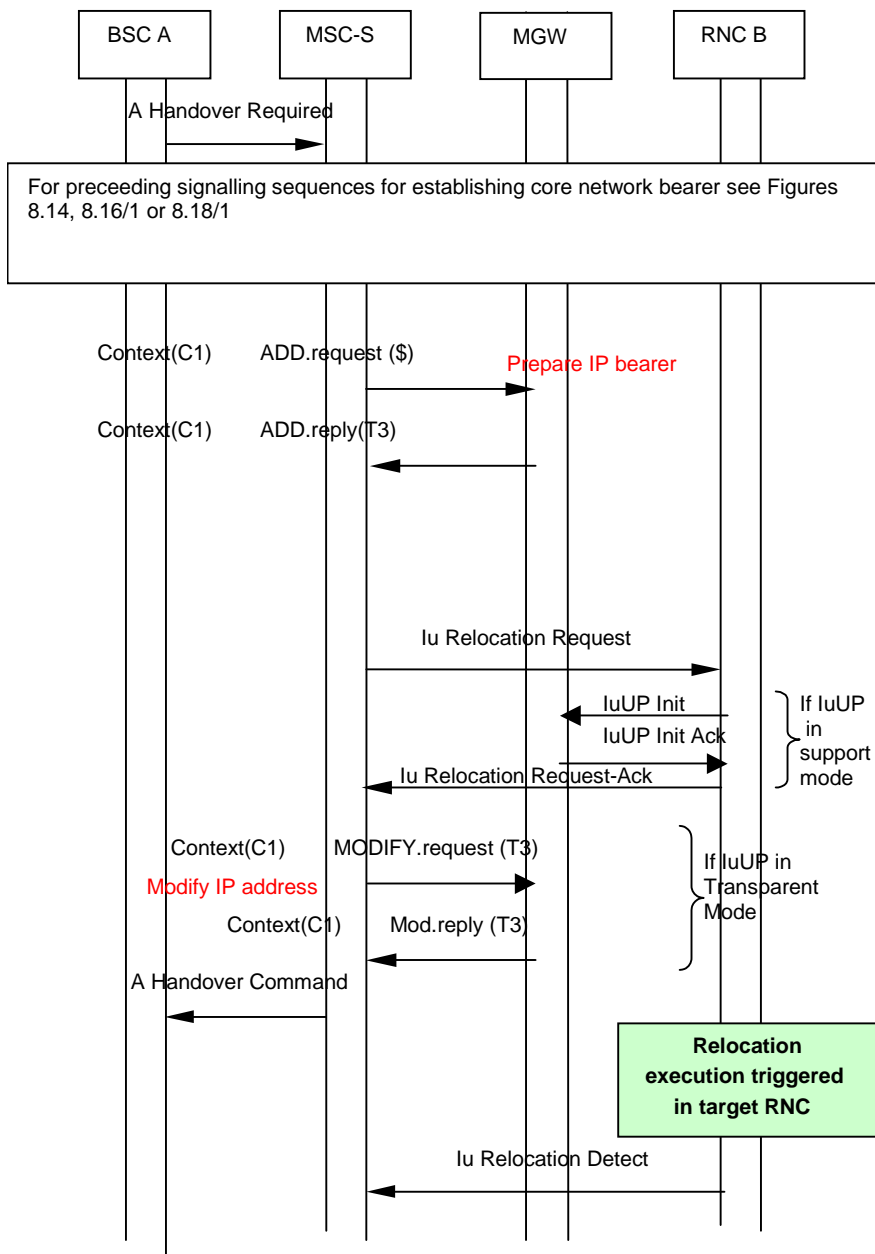 BSC A
MSC-S
MGW
RNC B
A Handover Required
For preceeding signalling sequences for establishing core network bearer see Figures
8.14, 8.16/1 or 8.18/1
Context(C1)
ADD.request ($)
Prepare IP bearer
Context(C1)
ADD.reply(T3)
Iu Relocation Request
IuUP Init
IuUP Init Ack
Iu Relocation Request-Ack
If IuUP
in
support
mode
Context(C1)
MODIFY.request (T3)
Modify IP address
Context(C1)
Mod.reply (T3)
If IuUP in
Transparent
Mode
A Handover Command
Relocation
execution triggered
in target RNC
Iu Relocation Detect